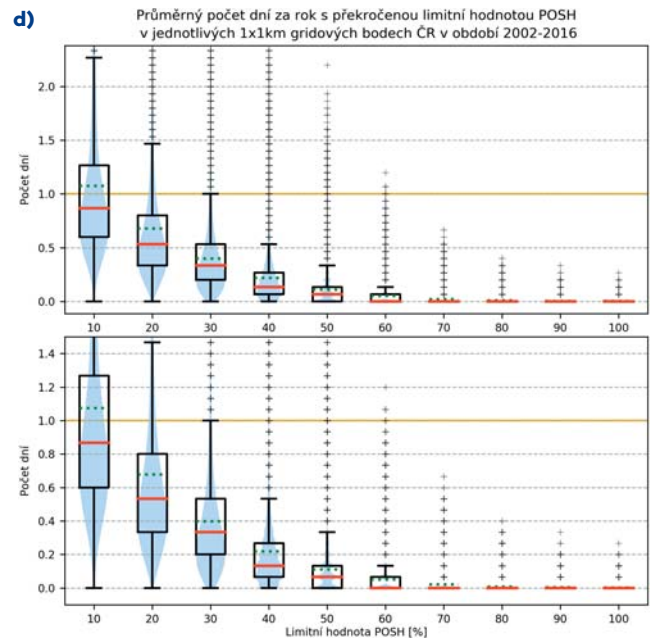 d)
Průměrný počet dní za rok s překročenou limitní hodnotou POSH
v jednotlivých 1x1km gridových bodech ČR v období 2002-2016
Počet dní
2.0
1.5
1.0
0.5
0.0
10 20 30 40 50 60 70 80 90 100
Počet dní
1.4
1.2
1.0
0.8
0.6
0.4
0.2
0.0
10 20 30 40 50 60 70 80 90 100
Limitní hodnota POSH [%]